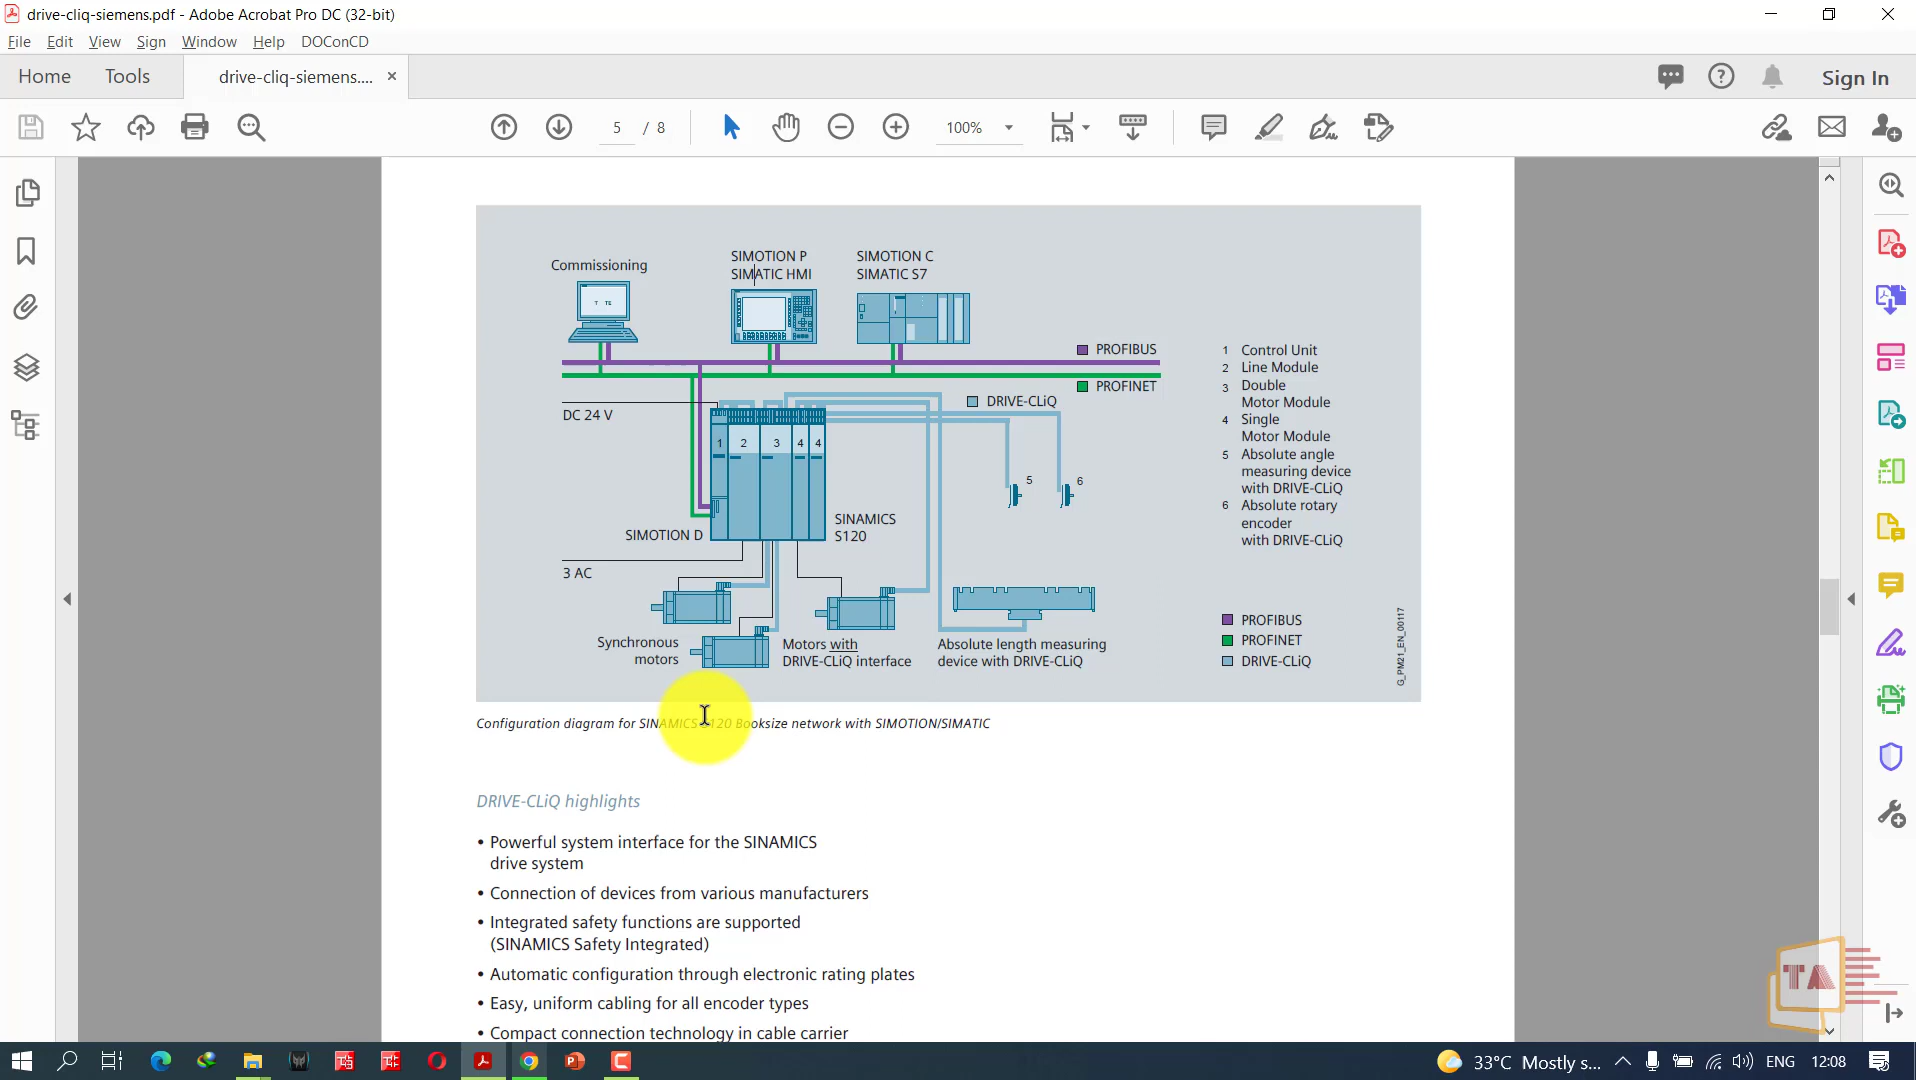 drive-cliq-siemens.pdf - Adobe Acrobat Pro DC (32-bit)
File Edit View Sign Window Help DOConCD
Home Tools drive-cliq-siemens.... × Sign In
5 / 8 100%
Commissioning
SIMOTION P
SIMATIC HMI
SIMOTION C
SIMATIC S7
PROFIBUS
PROFINET
DRIVE-CLiQ
DC 24 V
1 2 3 4 4
5
6
SIMOTION D
SINAMICS
S120
3 AC
Synchronous
motors
Motors with
DRIVE-CLiQ interface
Absolute length measuring
device with DRIVE-CLiQ
1 Control Unit
2 Line Module
3 Double
Motor Module
4 Single
Motor Module
5 Absolute angle
measuring device
with DRIVE-CLiQ
6 Absolute rotary
encoder
with DRIVE-CLiQ
PROFIBUS
PROFINET
DRIVE-CLiQ
G_PM21_EN_00117
Configuration diagram for SINAMICS S120 Booksize network with SIMOTION/SIMATIC
DRIVE-CLiQ highlights
• Powerful system interface for the SINAMICS
drive system
• Connection of devices from various manufacturers
• Integrated safety functions are supported
(SINAMICS Safety Integrated)
• Automatic configuration through electronic rating plates
• Easy, uniform cabling for all encoder types
• Compact connection technology in cable carrier
TA
33°C Mostly s... ENG 12:08